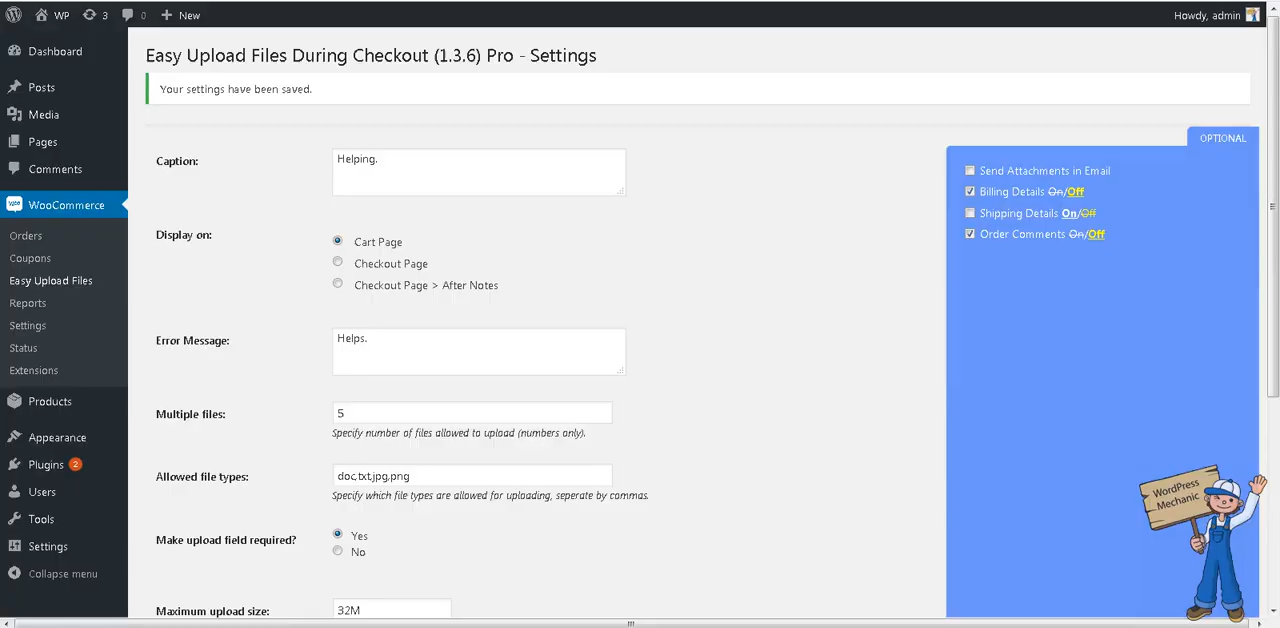 WP 3 0 New Howdy, admin
Dashboard
Posts
Media
Pages
Comments
WooCommerce
Orders
Coupons
Easy Upload Files
Reports
Settings
Status
Extensions
Products
Appearance
Plugins 2
Users
Tools
Settings
Collapse menu
Easy Upload Files During Checkout (1.3.6) Pro - Settings
Your settings have been saved.
Caption:
Helping.
Display on:
Cart Page
Checkout Page
Checkout Page > After Notes
Error Message:
Helps.
Multiple files:
5
Specify number of files allowed to upload (numbers only).
Allowed file types:
doc,txt,jpg,png
Specify which file types are allowed for uploading, seperate by commas.
Make upload field required?
Yes
No
Maximum upload size:
32M
OPTIONAL
Send Attachments in Email
Billing Details On/Off
Shipping Details On/Off
Order Comments On/Off
WordPress
Mechanic